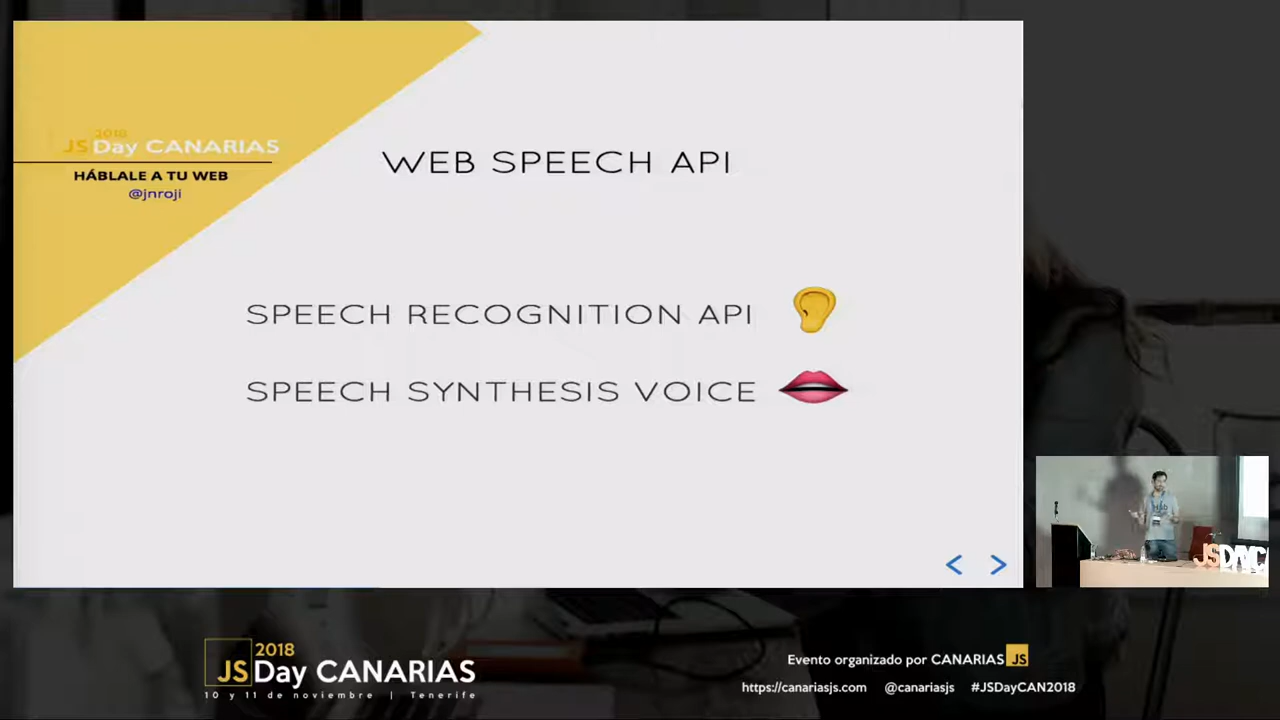 2018
JS Day CANARIAS
HÁBLALE A TU WEB
@jnroji
WEB SPEECH API
SPEECH RECOGNITION API
SPEECH SYNTHESIS VOICE
JSDAYCA
2018
JS Day CANARIAS
10 y 11 de noviembre | Tenerife
Evento organizado por CANARIAS JS
https://canariasjs.com @canariasjs #JSDayCAN2018